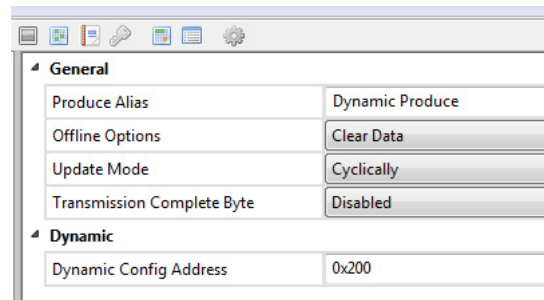 General
Produce Alias Dynamic Produce
Offline Options Clear Data
Update Mode Cyclically
Transmission Complete Byte Disabled
Dynamic
Dynamic Config Address 0x200